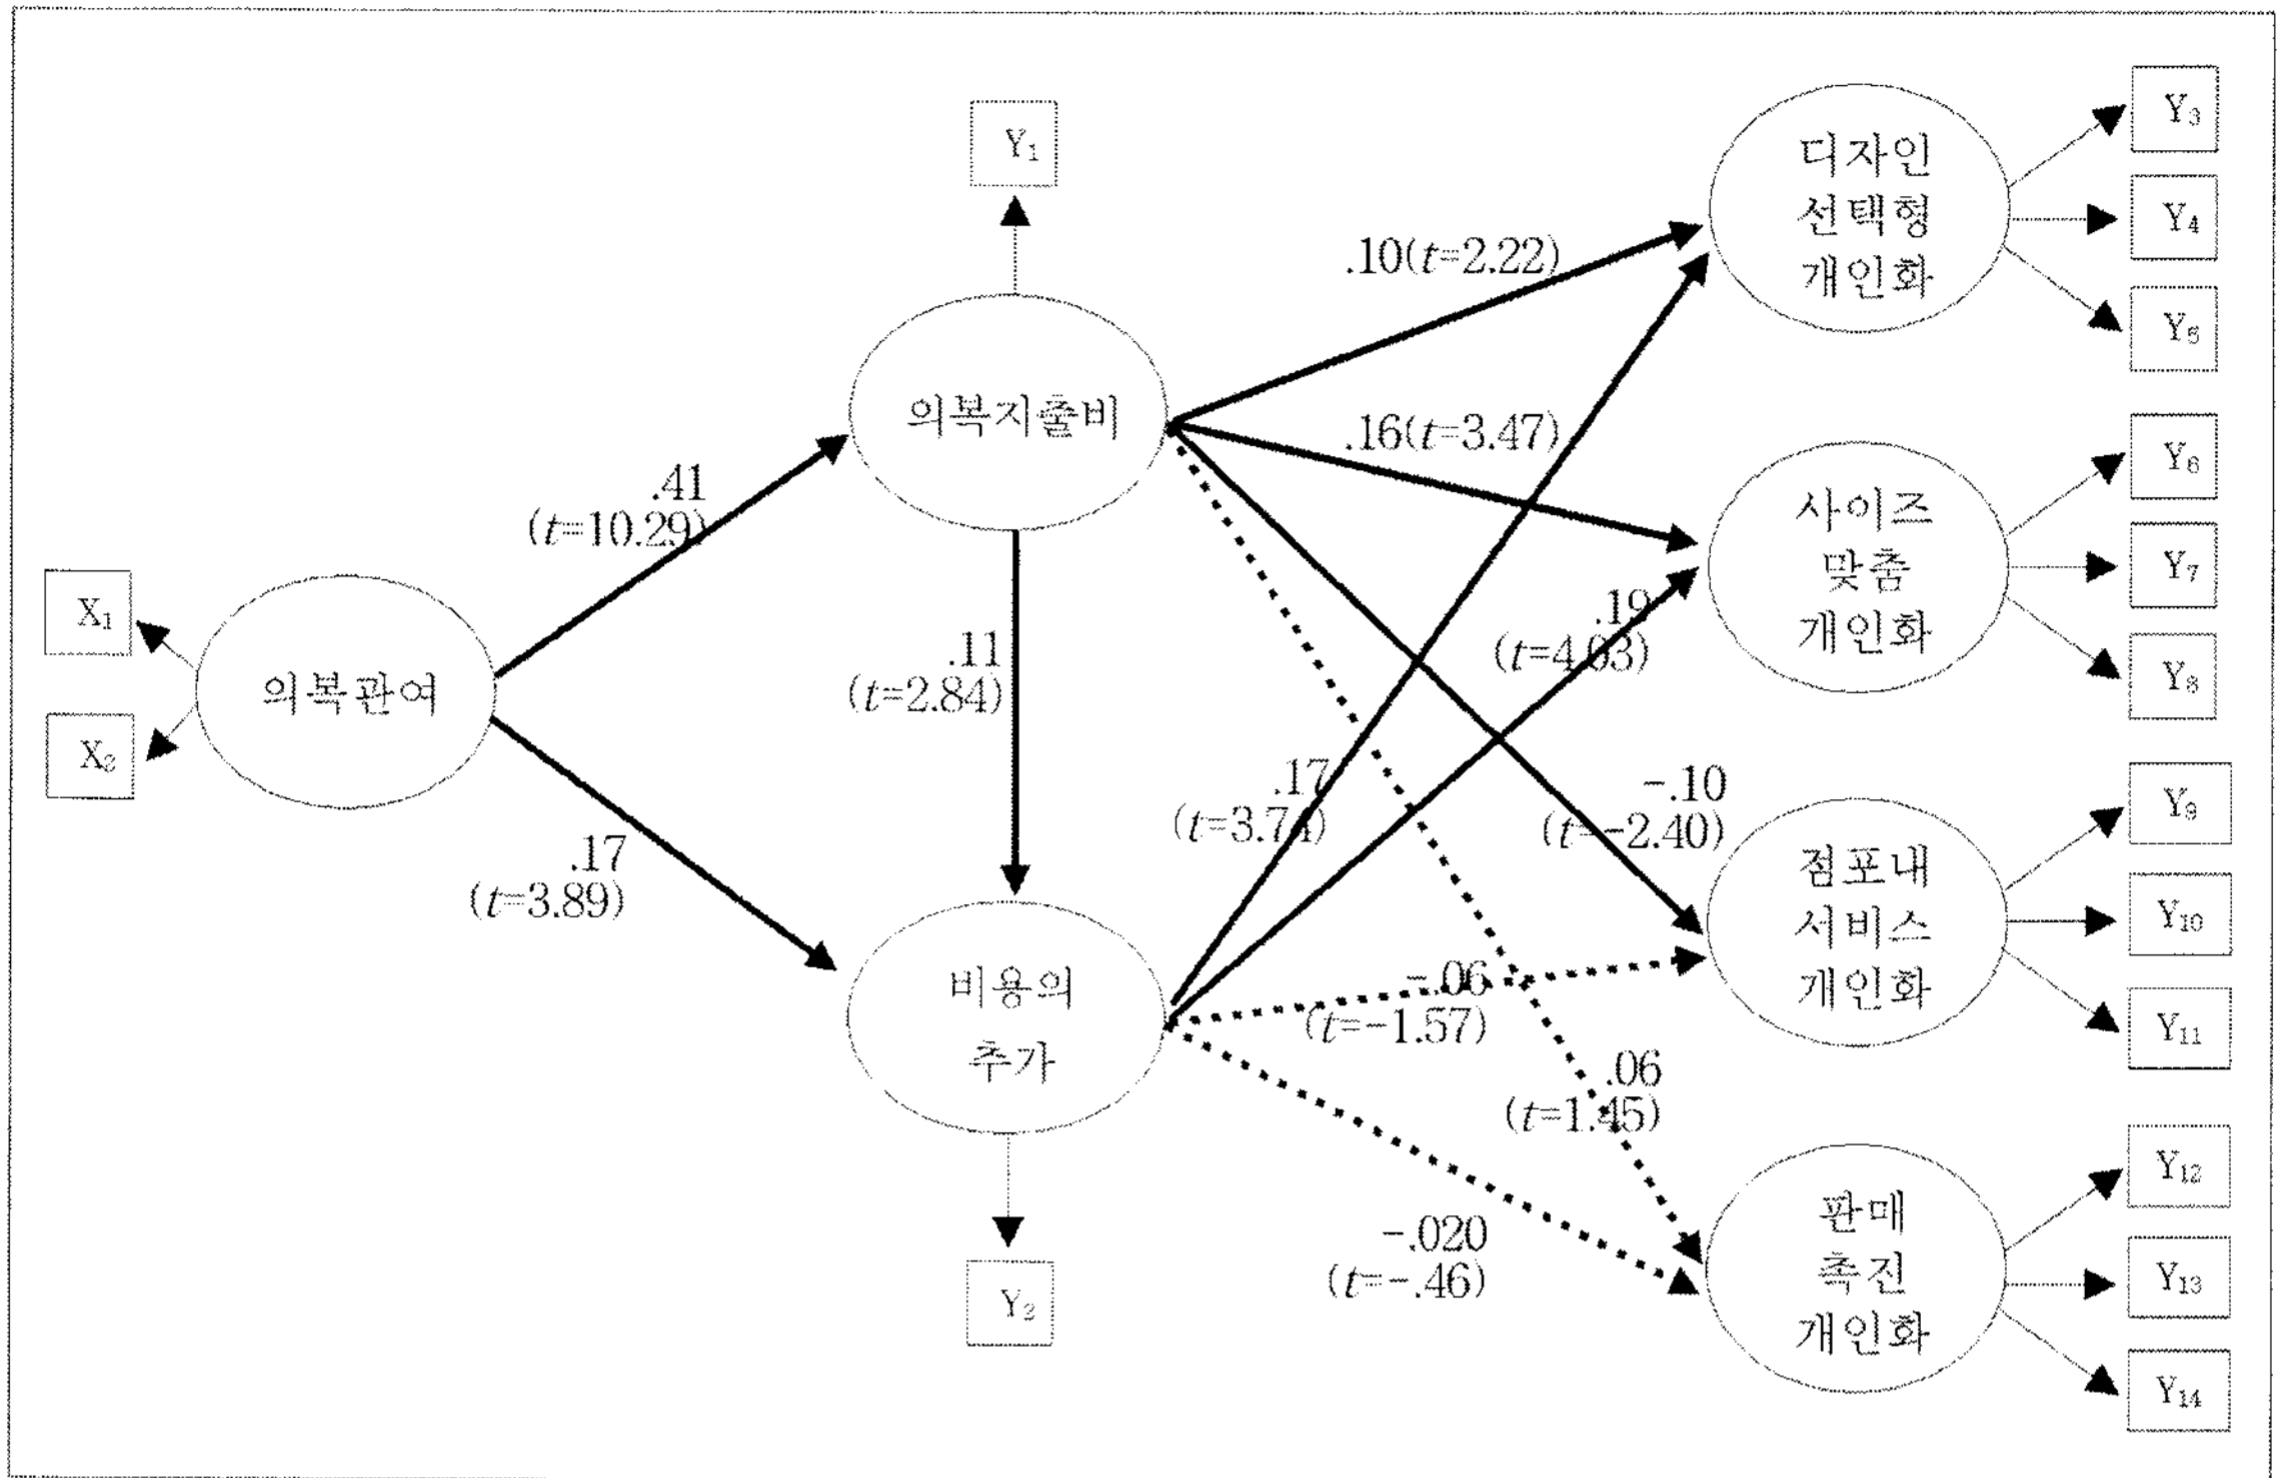 Y₁
Y₃
디자인
선택형
개인화
Y₄
Y₅
.10(t=2.22)
의복지출비
.16(t=3.47)
Y₆
사이즈
맞춤
개인화
Y₇
Y₈
.41
(t=10.29)
X₁
의복관여
X₂
.11
(t=2.84)
.19
(t=4.03)
.17
(t=3.74)
-.10
(t=-2.40)
.17
(t=3.89)
Y₉
점포내
서비스
개인화
Y₁₀
Y₁₁
비용의
추가
-.06
(t=-1.57)
.06
(t=1.45)
-.020
(t=-.46)
Y₂
Y₁₂
판매
촉진
개인화
Y₁₃
Y₁₄